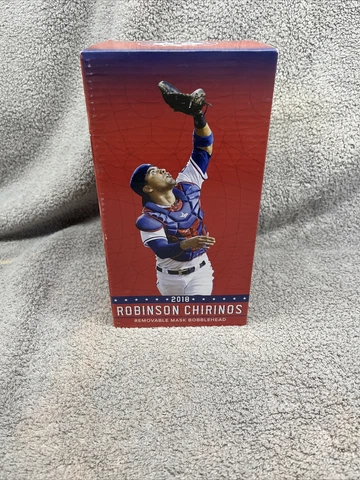 2018
ROBINSON CHIRINOS
REMOVABLE MASK BOBBLEHEAD